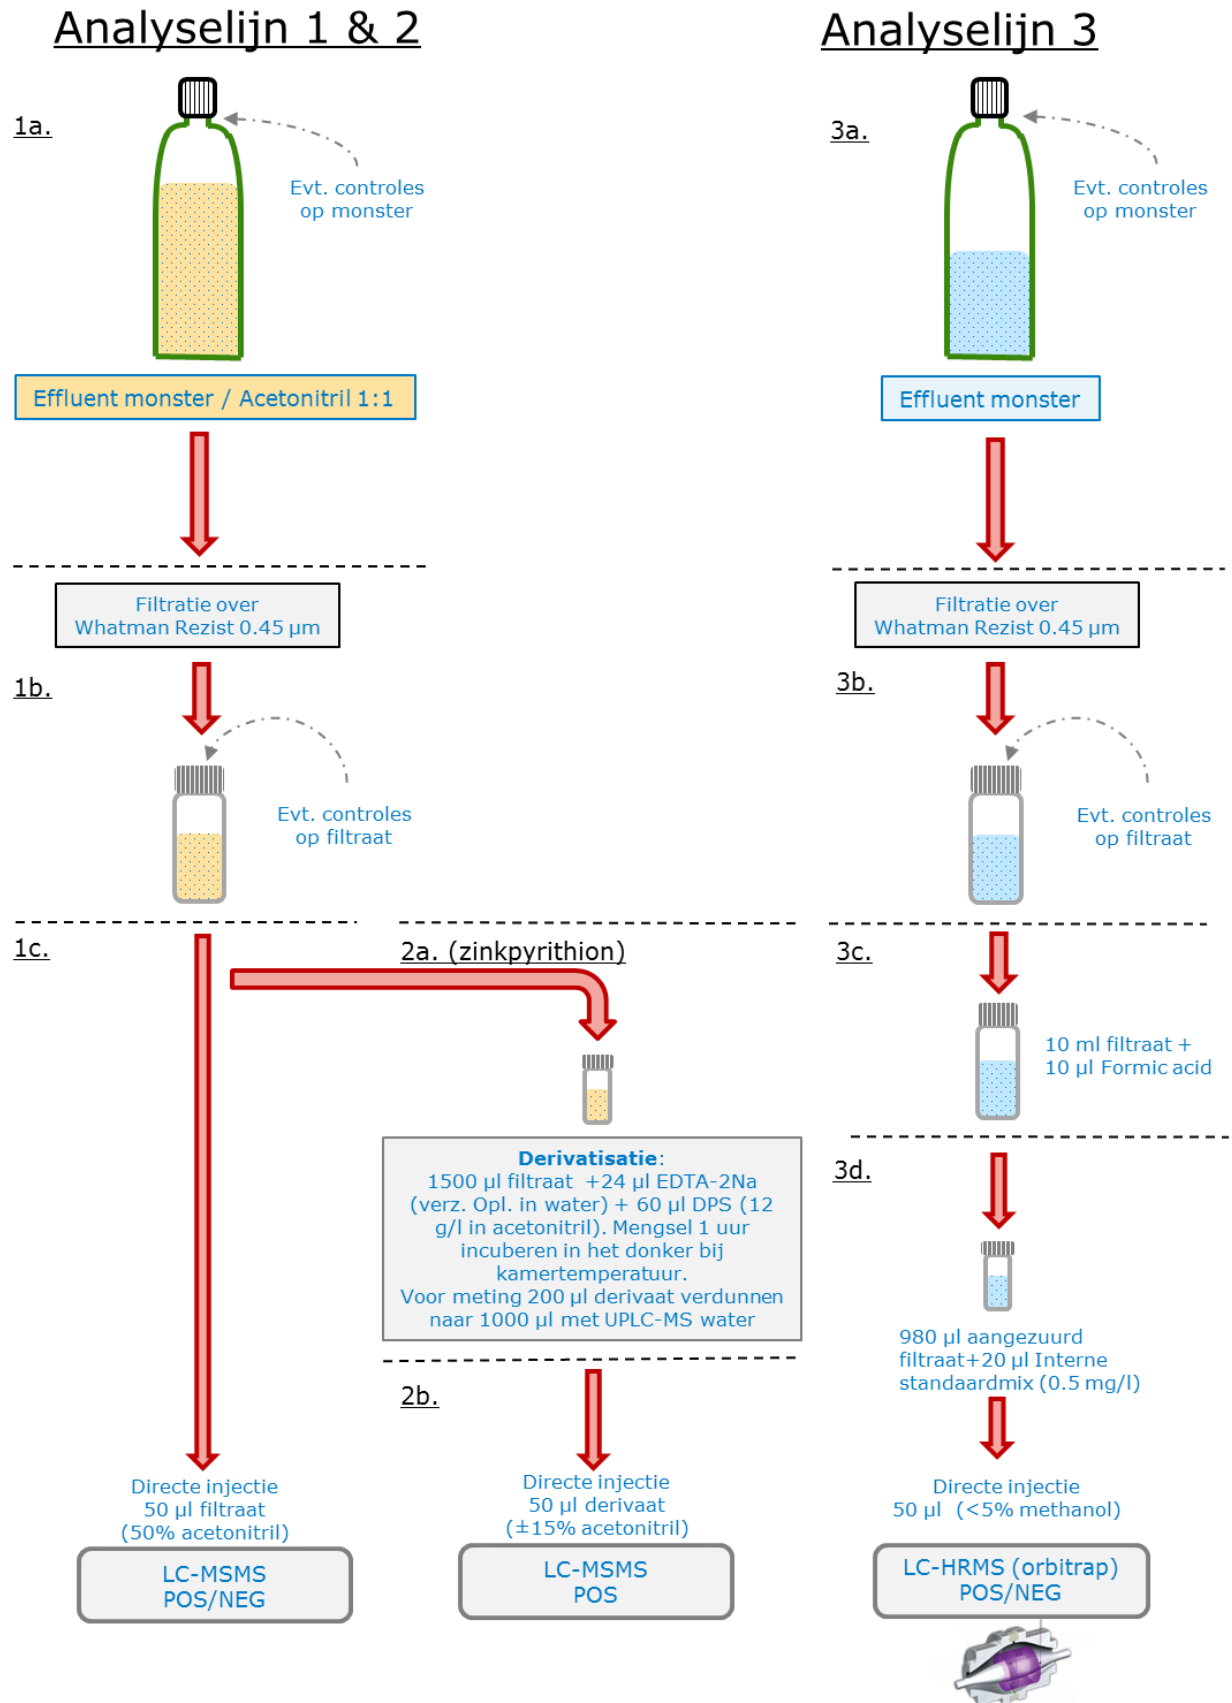 Analyselijn 1 & 2
1a.
Evt. controles
op monster
Effluent monster / Acetonitril 1:1
Filtratie over
Whatman Rezist 0.45 µm
1b.
Evt. controles
op filtraat
1c.
2a. (zinkpyrithion)
Derivatisatie:
1500 µl filtraat +24 µl EDTA-2Na
(verz. Opl. in water) + 60 µl DPS (12
g/l in acetonitril). Mengsel 1 uur
incuberen in het donker bij
kamertemperatuur.
Voor meting 200 µl derivaat verdunnen
naar 1000 µl met UPLC-MS water
2b.
Directe injectie
50 µl filtraat
(50% acetonitril)
LC-MSMS
POS/NEG
Directe injectie
50 µl derivaat
(±15% acetonitril)
LC-MSMS
POS
Analyselijn 3
3a.
Evt. controles
op monster
Effluent monster
Filtratie over
Whatman Rezist 0.45 µm
3b.
Evt. controles
op filtraat
3c.
10 ml filtraat +
10 µl Formic acid
3d.
980 µl aangezuurd
filtraat+20 µl Interne
standaardmix (0.5 mg/l)
Directe injectie
50 µl (<5% methanol)
LC-HRMS (orbitrap)
POS/NEG